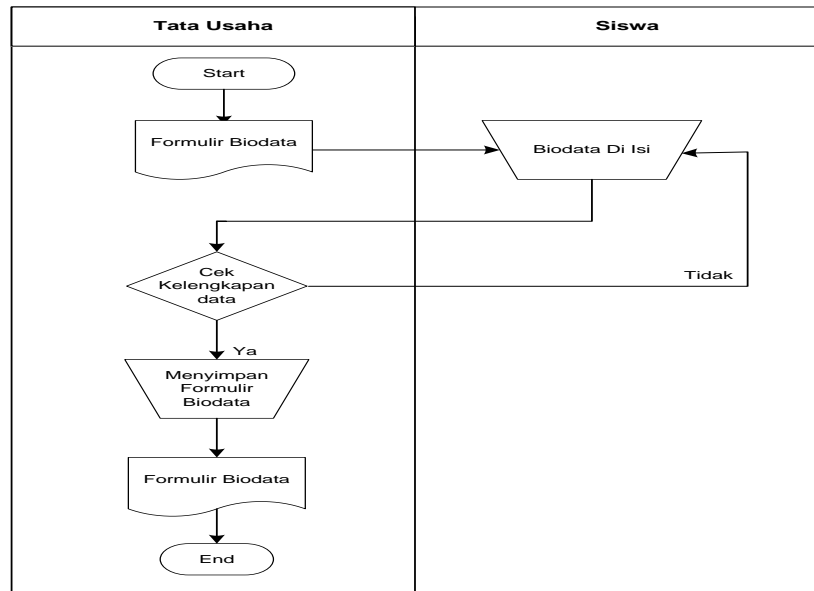 Tata Usaha
Siswa
Start
Formulir Biodata
Biodata Di Isi
Cek
Kelengkapan
data
Tidak
Ya
Menyimpan
Formulir
Biodata
Formulir Biodata
End